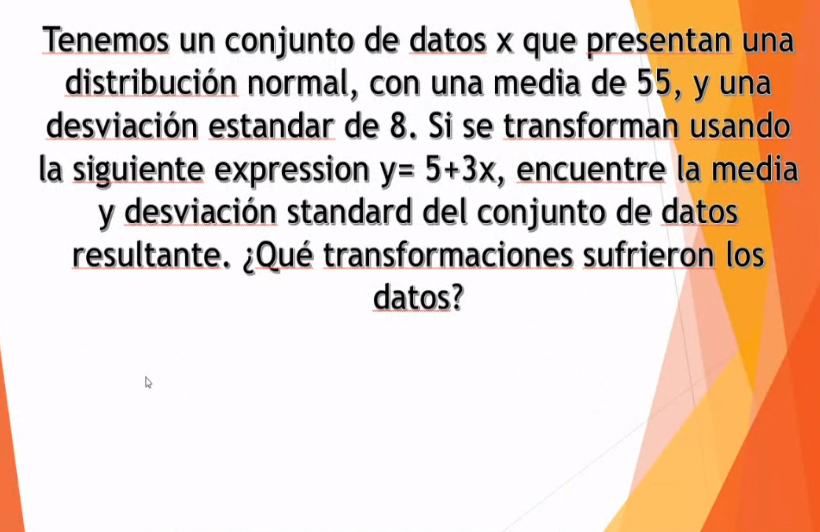 Tenemos un conjunto de datos x que presentan una
distribución normal, con una media de 55, y una
desviación estandar de 8. Si se transforman usando
la siguiente expression y= 5+3x, encuentre la media
y desviación standard del conjunto de datos
resultante. ¿Qué transformaciones sufrieron los
datos?